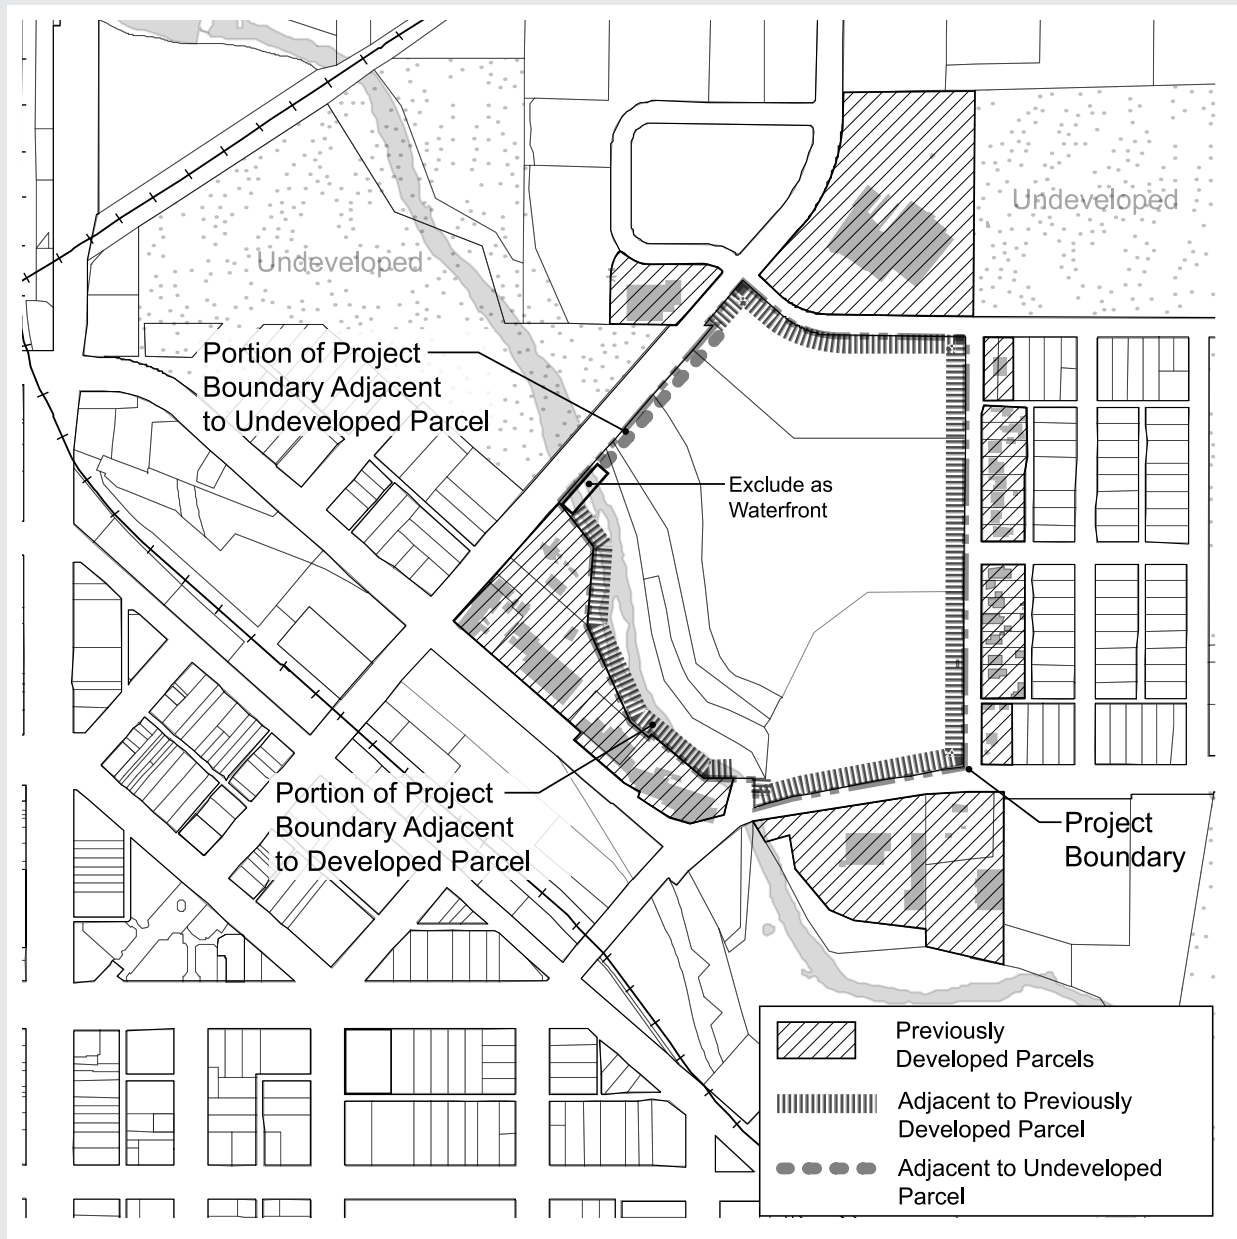 Undeveloped
Undeveloped
Portion of Project
Boundary Adjacent
to Undeveloped Parcel
Exclude as
Waterfront
Portion of Project
Boundary Adjacent
to Developed Parcel
Project
Boundary
Previously
Developed Parcels
Adjacent to Previously
Developed Parcel
Adjacent to Undeveloped
Parcel